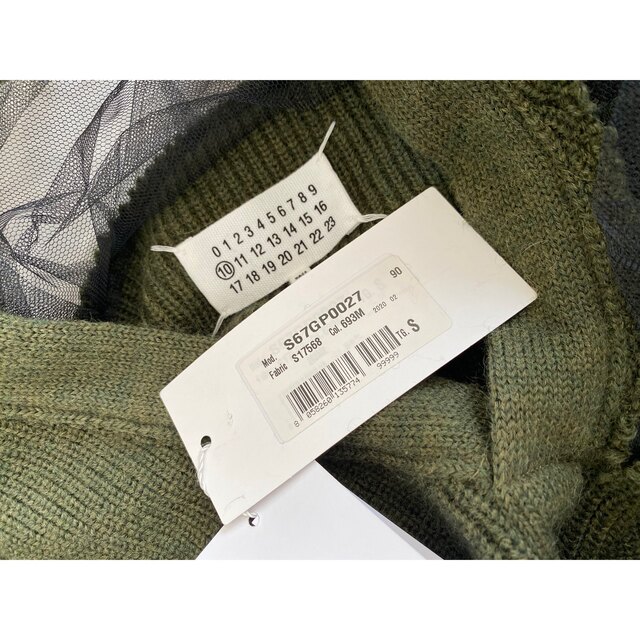 0 1 2 3 4 5 6 7 8 9
10 11 12 13 14 15 16
17 18 19 20 21 22 23
90
Mod. S67GP0027
Fabric S17568 Col. 693M 2020 02
99999 TG. S
8 058260 135774